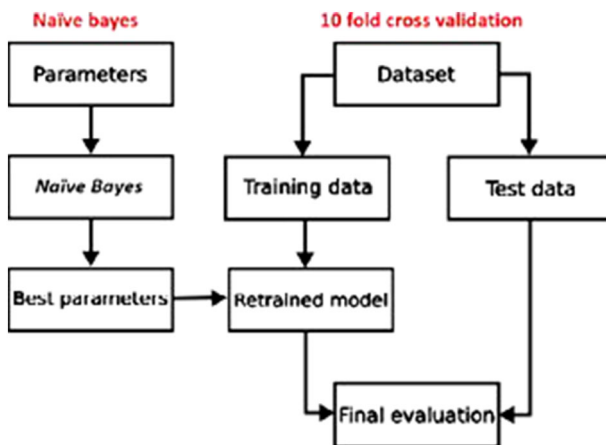 Naïve bayes
10 fold cross validation
Parameters
Dataset
Naïve Bayes
Training data
Test data
Best parameters
Retrained model
Final evaluation